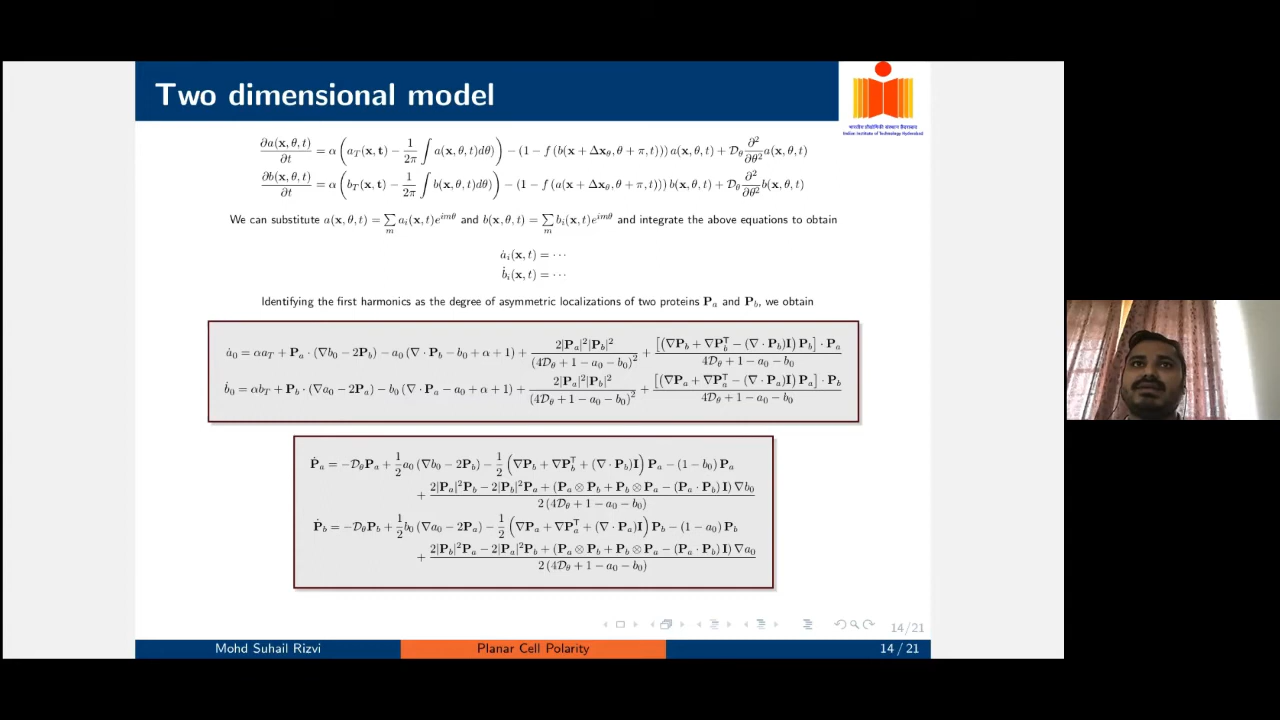 Two dimensional model
भारतीय प्रौद्योगिकी संस्थान हैदराबाद
Indian Institute of Technology Hyderabad
∂a(x, θ, t)/∂t = α (a_T(x, t) − 1/2π ∫ a(x, θ, t)dθ) − (1 − f (b(x + Δx_θ, θ + π, t))) a(x, θ, t) + D_θ ∂²/∂θ² a(x, θ, t)
∂b(x, θ, t)/∂t = α (b_T(x, t) − 1/2π ∫ b(x, θ, t)dθ) − (1 − f (a(x + Δx_θ, θ + π, t))) b(x, θ, t) + D_θ ∂²/∂θ² b(x, θ, t)
We can substitute a(x, θ, t) = ∑_m a_i(x, t)e^{imθ} and b(x, θ, t) = ∑_m b_i(x, t)e^{imθ} and integrate the above equations to obtain
ȧ_i(x, t) = ⋯
ḃ_i(x, t) = ⋯
Identifying the first harmonics as the degree of asymmetric localizations of two proteins P_a and P_b, we obtain
ȧ_0 = αa_T + P_a · (∇b_0 − 2P_b) − a_0 (∇ · P_b − b_0 + α + 1) + 2|P_a|²|P_b|² / (4D_θ + 1 − a_0 − b_0)² + [(∇P_b + ∇P_b^T − (∇ · P_b)I) P_b] · P_a / 4D_θ + 1 − a_0 − b_0
ḃ_0 = αb_T + P_b · (∇a_0 − 2P_a) − b_0 (∇ · P_a − a_0 + α + 1) + 2|P_a|²|P_b|² / (4D_θ + 1 − a_0 − b_0)² + [(∇P_a + ∇P_a^T − (∇ · P_a)I) P_a] · P_b / 4D_θ + 1 − a_0 − b_0
Ṗ_a = −D_θP_a + 1/2 a_0 (∇b_0 − 2P_b) − 1/2 (∇P_b + ∇P_b^T + (∇ · P_b)I) P_a − (1 − b_0) P_a
+ 2|P_a|²P_b − 2|P_b|²P_a + (P_a ⊗ P_b + P_b ⊗ P_a − (P_a · P_b) I) ∇b_0 / 2 (4D_θ + 1 − a_0 − b_0)
Ṗ_b = −D_θP_b + 1/2 b_0 (∇a_0 − 2P_a) − 1/2 (∇P_a + ∇P_a^T + (∇ · P_a)I) P_b − (1 − a_0) P_b
+ 2|P_b|²P_a − 2|P_a|²P_b + (P_a ⊗ P_b + P_b ⊗ P_a − (P_a · P_b) I) ∇a_0 / 2 (4D_θ + 1 − a_0 − b_0)
14/21
Mohd Suhail Rizvi
Planar Cell Polarity
14 / 21